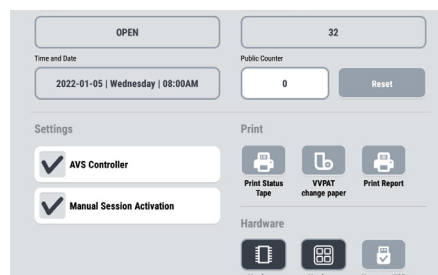 OPEN
32
Time and Date
Public Counter
2022-01-05 | Wednesday | 08:00AM
0
Reset
Settings
Print
AVS Controller
Print Status
Tape
VVPAT
change paper
Print Report
Manual Session Activation
Hardware